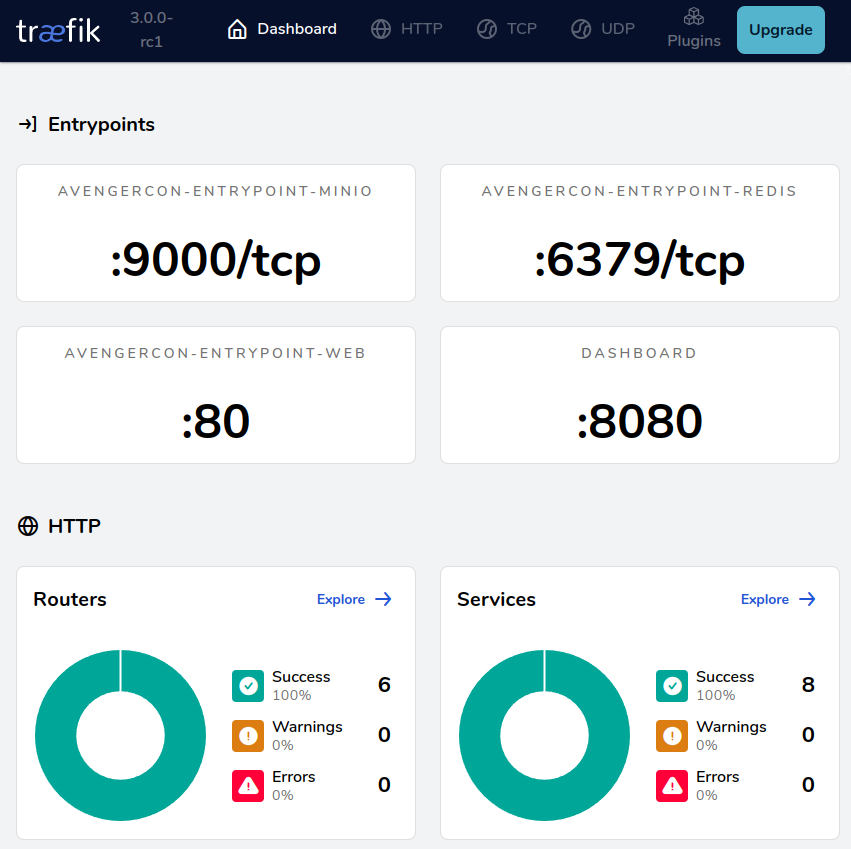 træfik
3.0.0-
rc1
Dashboard
HTTP
TCP
UDP
Plugins
Upgrade
Entrypoints
AVENGERCON-ENTRYPOINT-MINIO
:9000/tcp
AVENGERCON-ENTRYPOINT-REDIS
:6379/tcp
AVENGERCON-ENTRYPOINT-WEB
:80
DASHBOARD
:8080
HTTP
Routers
Explore
Success
100%
6
Warnings
0%
0
Errors
0%
0
Services
Explore
Success
100%
8
Warnings
0%
0
Errors
0%
0